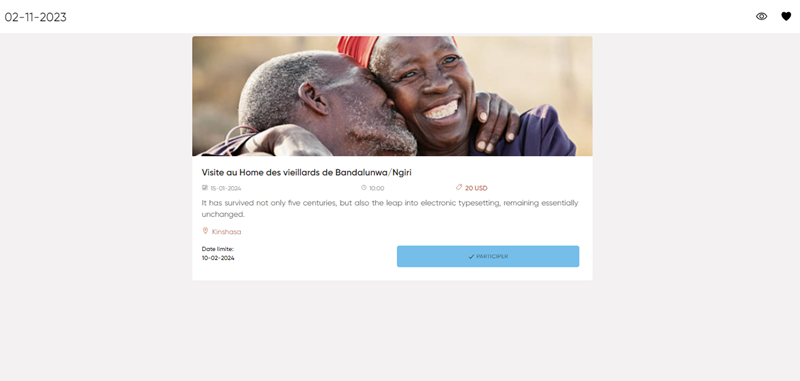 02-11-2023
Visite au Home des vieillards de Bandalunwa/Ngiri
15-01-2024 10:00 20 USD
It has survived not only five centuries, but also the leap into electronic typesetting, remaining essentially
unchanged.
Kinshasa
Date limite:
10-02-2024
PARTICIPER